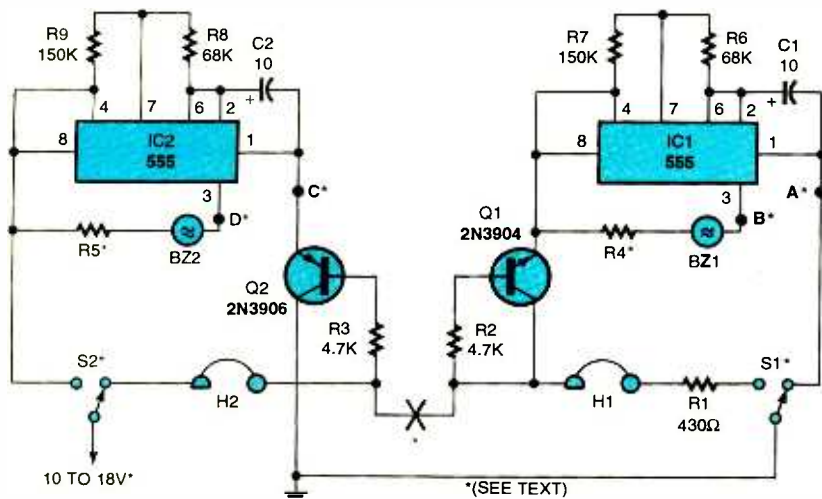 R9
150K
R8
68K
C2
10
+
4
7
6
2
8
IC2
555
1
3
C*
D*
R5*
BZ2
Q2
2N3906
R3
4.7K
S2*
H2
10 TO 18V*
R7
150K
R6
68K
C1
10
+
4
7
6
2
8
IC1
555
1
3
A*
B*
Q1
2N3904
R4*
BZ1
R2
4.7K
S1*
H1
R1
430Ω
*
*(SEE TEXT)